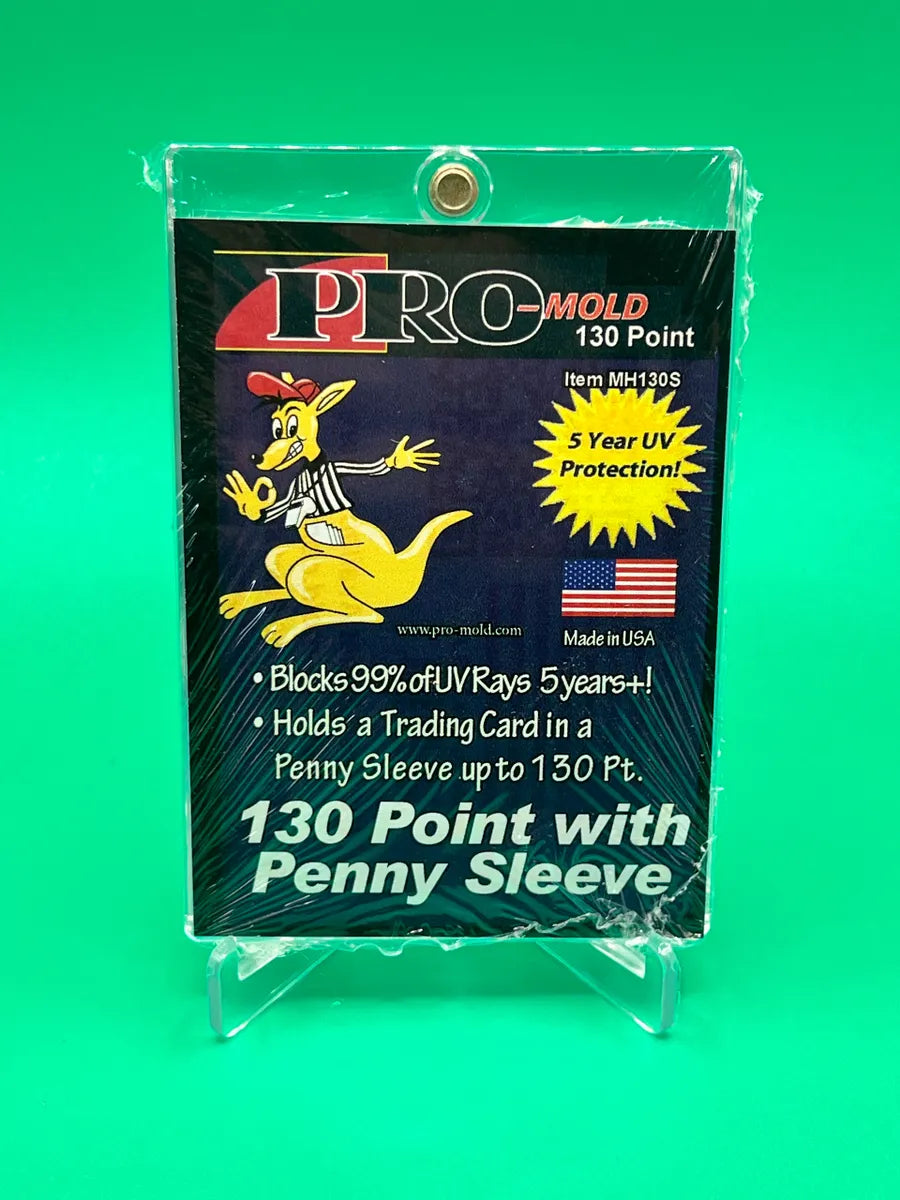 PRO-MOLD
130 Point
Item MH130S
5 Year UV
Protection!
www.pro-mold.com
Made in USA
• Blocks 99% of UV Rays 5 years+!
• Holds a Trading Card in a
Penny Sleeve up to 130 Pt.
130 Point with
Penny Sleeve